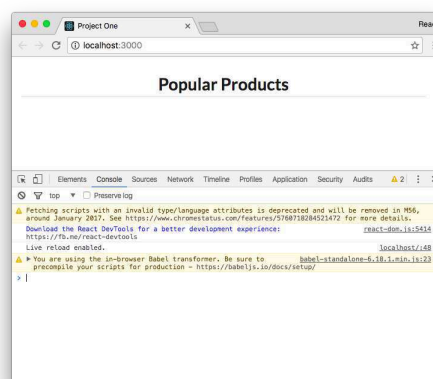 Project One
Reac
localhost:3000
Popular Products
Elements Console Sources Network Timeline Profiles Application Security Audits 2
top Preserve log
Fetching scripts with an invalid type/language attributes is deprecated and will be removed in M56,
around January 2017. See https://www.chromestatus.com/features/5760718284521472 for more details.
Download the React DevTools for a better development experience: react-dom.js:5414
https://fb.me/react-devtools
Live reload enabled. localhost/:48
You are using the in-browser Babel transformer. Be sure to babel-standalone-6.18.1.min.js:23
precompile your scripts for production - https://babeljs.io/docs/setup/